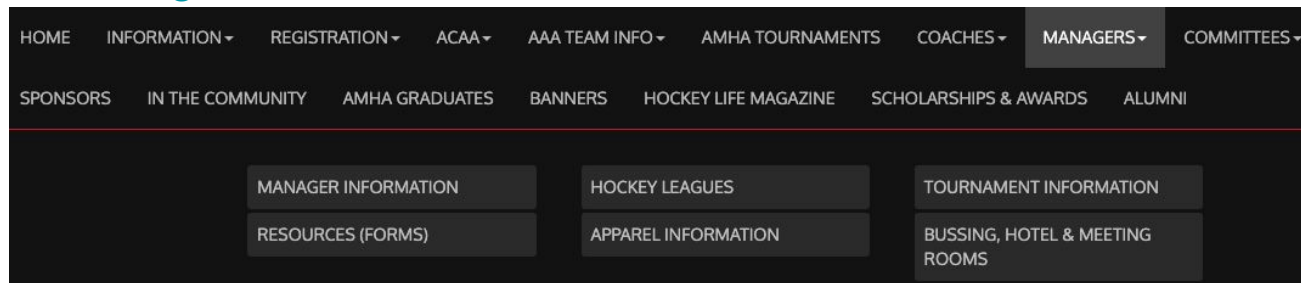 HOME INFORMATION REGISTRATION ACAA AAA TEAM INFO AMHA TOURNAMENTS COACHES MANAGERS COMMITTEES
SPONSORS IN THE COMMUNITY AMHA GRADUATES BANNERS HOCKEY LIFE MAGAZINE SCHOLARSHIPS & AWARDS ALUMNI
MANAGER INFORMATION HOCKEY LEAGUES TOURNAMENT INFORMATION
RESOURCES (FORMS) APPAREL INFORMATION BUSSING, HOTEL & MEETING
ROOMS